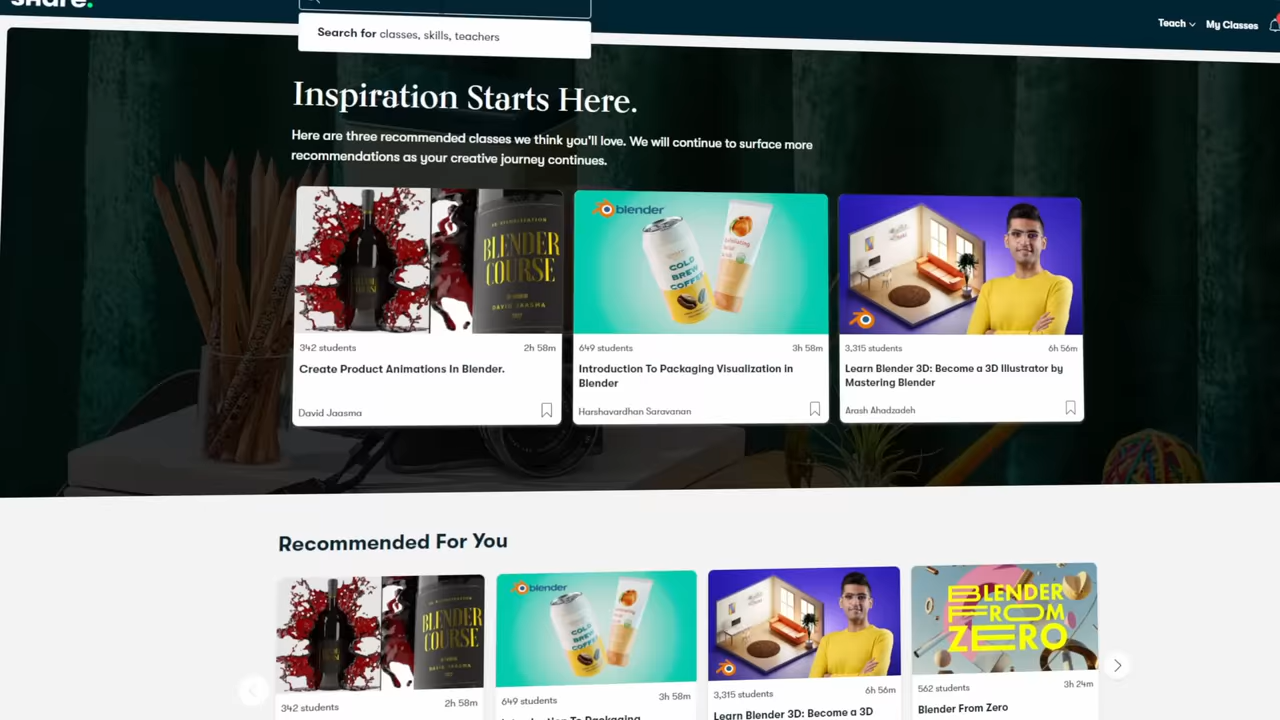 share.
Search for classes, skills, teachers
Teach
My Classes
Inspiration Starts Here.
Here are three recommended classes we think you'll love. We will continue to surface more
recommendations as your creative journey continues.
BLENDER
COURSE
DAVID JAASMA
342 students
2h 58m
Create Product Animations In Blender.
David Jaasma
blender
COLD
BREW
COFFEE
649 students
3h 58m
Introduction To Packaging Visualization in
Blender
Harshavardhan Saravanan
3,315 students
6h 56m
Learn Blender 3D: Become a 3D Illustrator by
Mastering Blender
Arash Ahadzadeh
Recommended For You
BLENDER
COURSE
342 students
2h 58m
blender
COLD
BREW
COFFEE
649 students
3h 58m
Introduction To Packaging
3,315 students
6h 56m
Learn Blender 3D: Become a 3D
BLENDER
FROM
ZERO
562 students
3h 24m
Blender From Zero